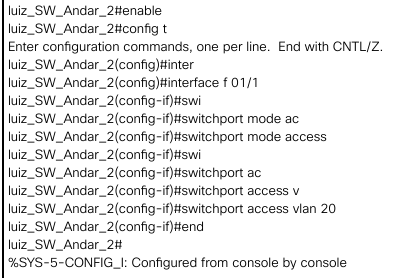 luiz_SW_Andar_2#enable
luiz_SW_Andar_2#config t
Enter configuration commands, one per line. End with CNTL/Z.
luiz_SW_Andar_2(config)#inter
luiz_SW_Andar_2(config)#interface f 01/1
luiz_SW_Andar_2(config-if)#swi
luiz_SW_Andar_2(config-if)#switchport mode ac
luiz_SW_Andar_2(config-if)#switchport mode access
luiz_SW_Andar_2(config-if)#swi
luiz_SW_Andar_2(config-if)#switchport ac
luiz_SW_Andar_2(config-if)#switchport access v
luiz_SW_Andar_2(config-if)#switchport access vlan 20
luiz_SW_Andar_2(config-if)#end
luiz_SW_Andar_2#
%SYS-5-CONFIG_I: Configured from console by console